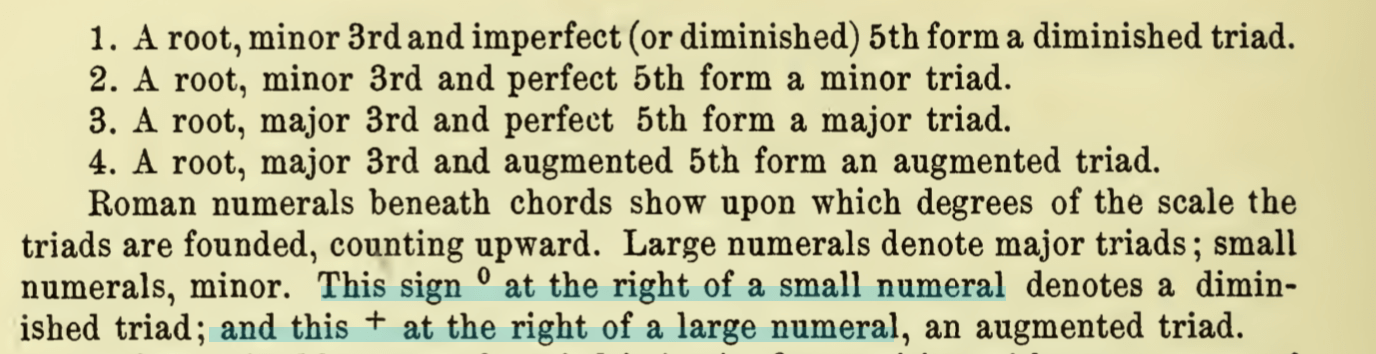 1. A root, minor 3rd and imperfect (or diminished) 5th form a diminished triad.
2. A root, minor 3rd and perfect 5th form a minor triad.
3. A root, major 3rd and perfect 5th form a major triad.
4. A root, major 3rd and augmented 5th form an augmented triad.
Roman numerals beneath chords show upon which degrees of the scale the
triads are founded, counting upward. Large numerals denote major triads; small
numerals, minor. This sign ⁰ at the right of a small numeral denotes a dimin-
ished triad; and this + at the right of a large numeral, an augmented triad.